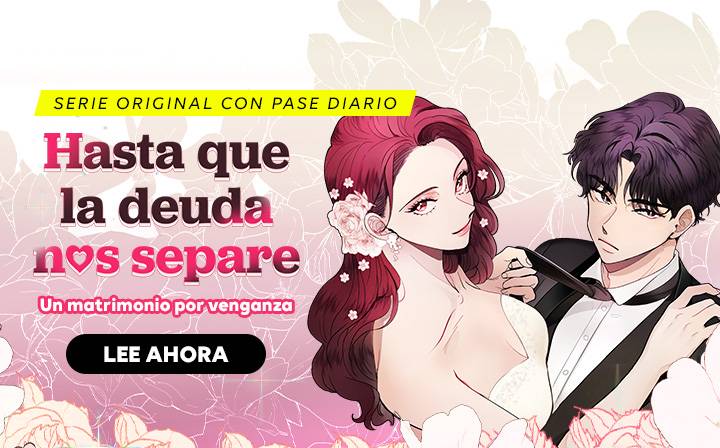 SERIE ORIGINAL CON PASE DIARIO
Hasta que
la deuda
nos separe
Un matrimonio por venganza
LEE AHORA